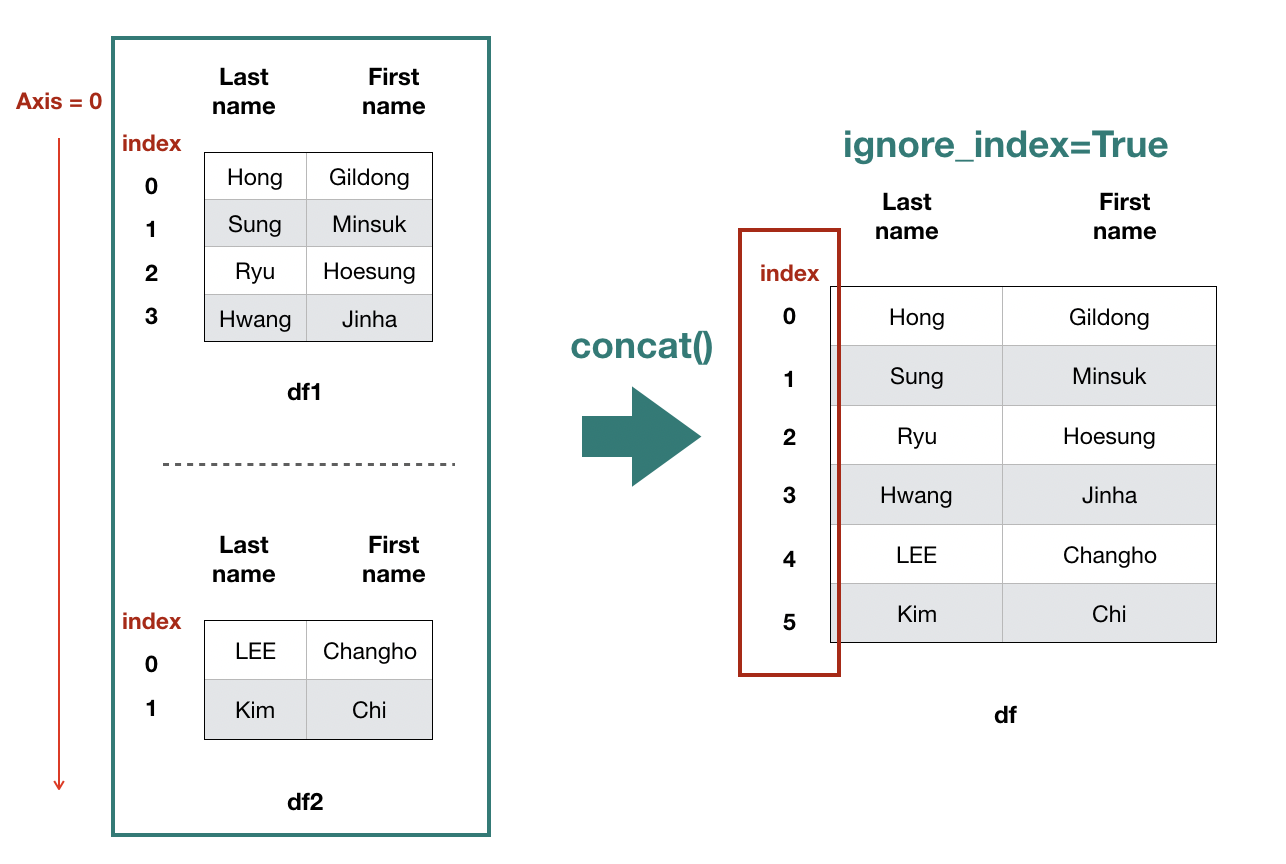 Axis = 0
Last name First name
index
0 Hong Gildong
1 Sung Minsuk
2 Ryu Hoesung
3 Hwang Jinha
df1
Last name First name
index
0 LEE Changho
1 Kim Chi
df2
concat()
ignore_index=True
Last name First name
index
0 Hong Gildong
1 Sung Minsuk
2 Ryu Hoesung
3 Hwang Jinha
4 LEE Changho
5 Kim Chi
df